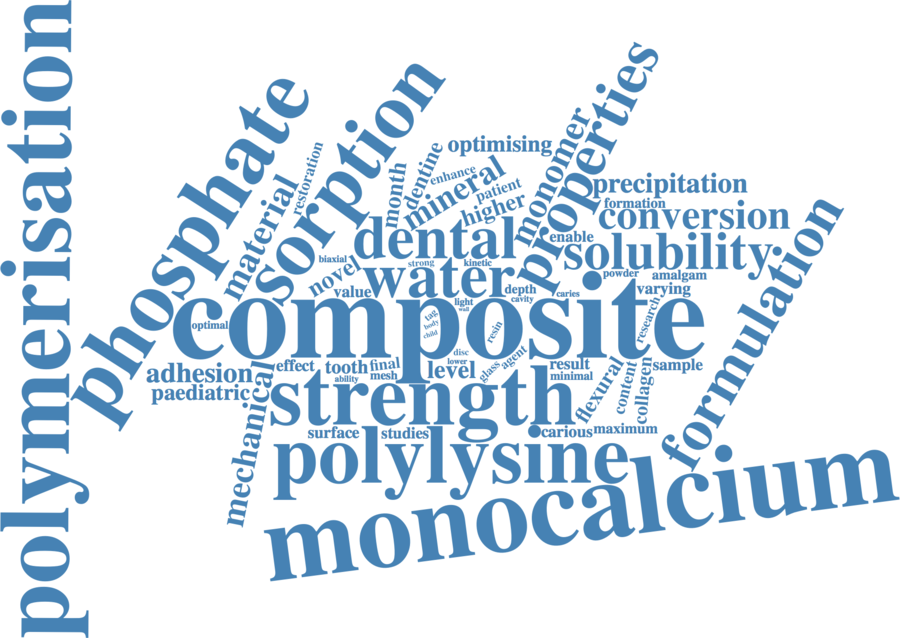 polymerisation
phosphate
sorption
properties
monomer
optimising
restoration
dentine
month
enhance
mineral
patient
higher
material
precipitation
formation
conversion
dental
enable
solubility
biaxial
novel
strong
kinetic
water
powder
amalgam
value
depth
cavity
caries
varying
formulation
light
wall
composite
optimal
tag
body
child
resin
research
disc
lower
glass
agent
adhesion
effect
tooth
final
level
result
sample
ability
mesh
minimal
paediatric
mechanical
strength
flexural
content
collagen
surface
studies
carious
maximum
polylysine
monocalcium